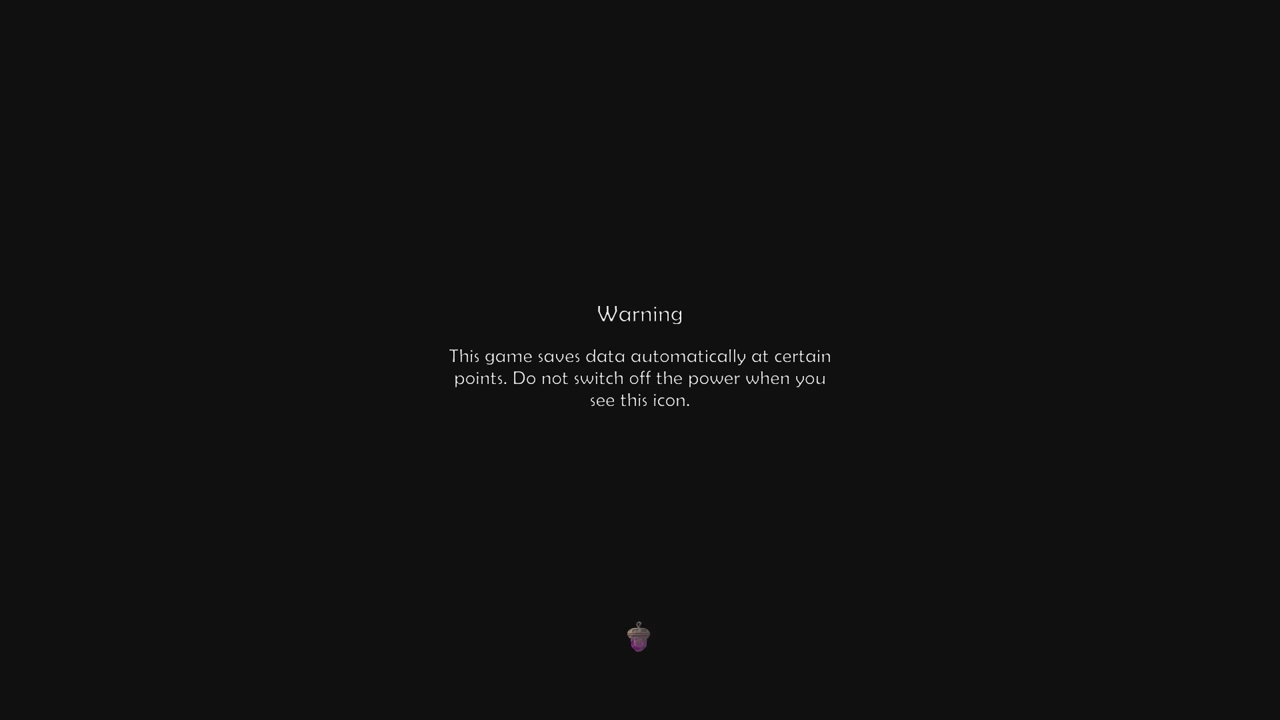 Warning
This game saves data automatically at certain
points. Do not switch off the power when you
see this icon.